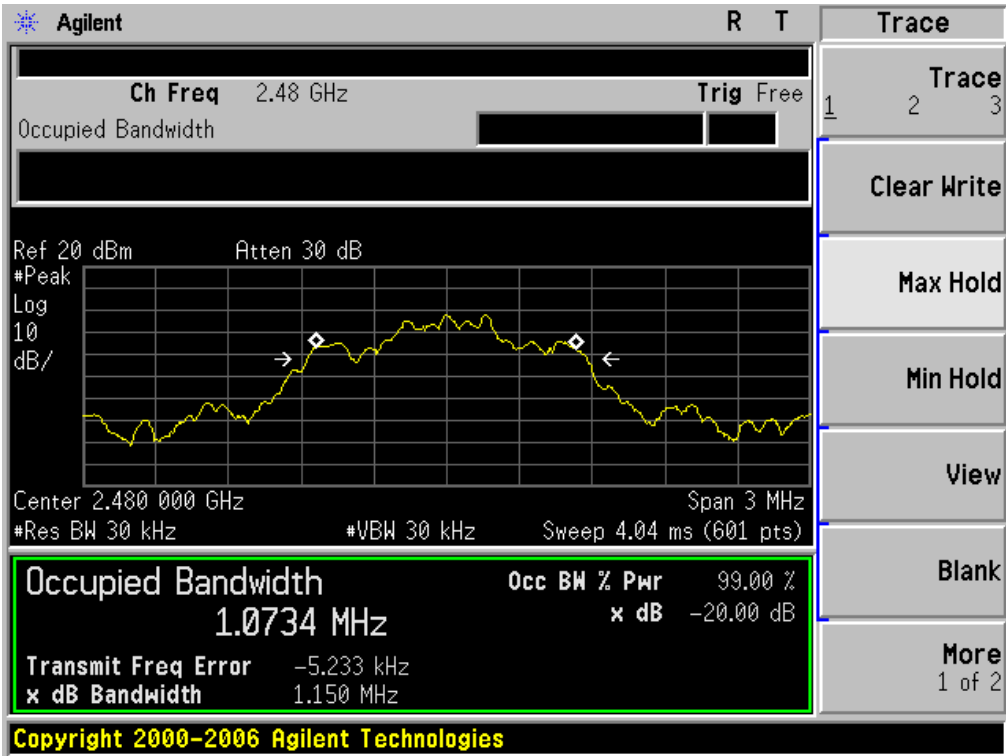 Agilent R T
Ch Freq 2.48 GHz Trig Free
Occupied Bandwidth
Ref 20 dBm Atten 30 dB
#Peak
Log
10
dB/
Center 2.480 000 GHz Span 3 MHz
#Res BW 30 kHz #VBW 30 kHz Sweep 4.04 ms (601 pts)
Occupied Bandwidth Occ BW % Pwr 99.00 %
1.0734 MHz x dB -20.00 dB
Transmit Freq Error -5.233 kHz
x dB Bandwidth 1.150 MHz
Copyright 2000-2006 Agilent Technologies
Trace
Trace
1 2 3
Clear Write
Max Hold
Min Hold
View
Blank
More
1 of 2